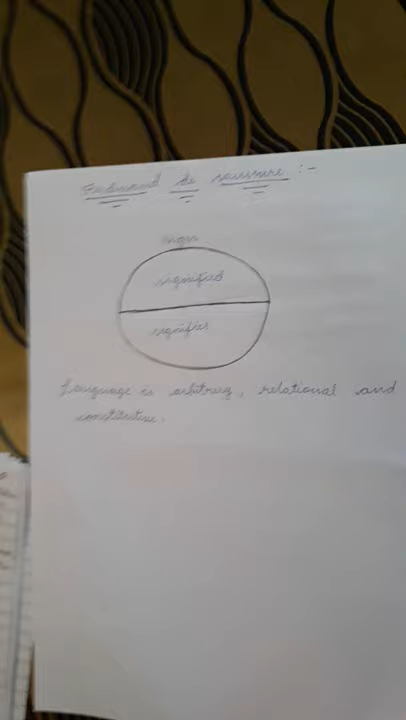 Ferdinand de saussure :-
sign
signified
signifier
Language is arbitrary, relational and
constitutive.